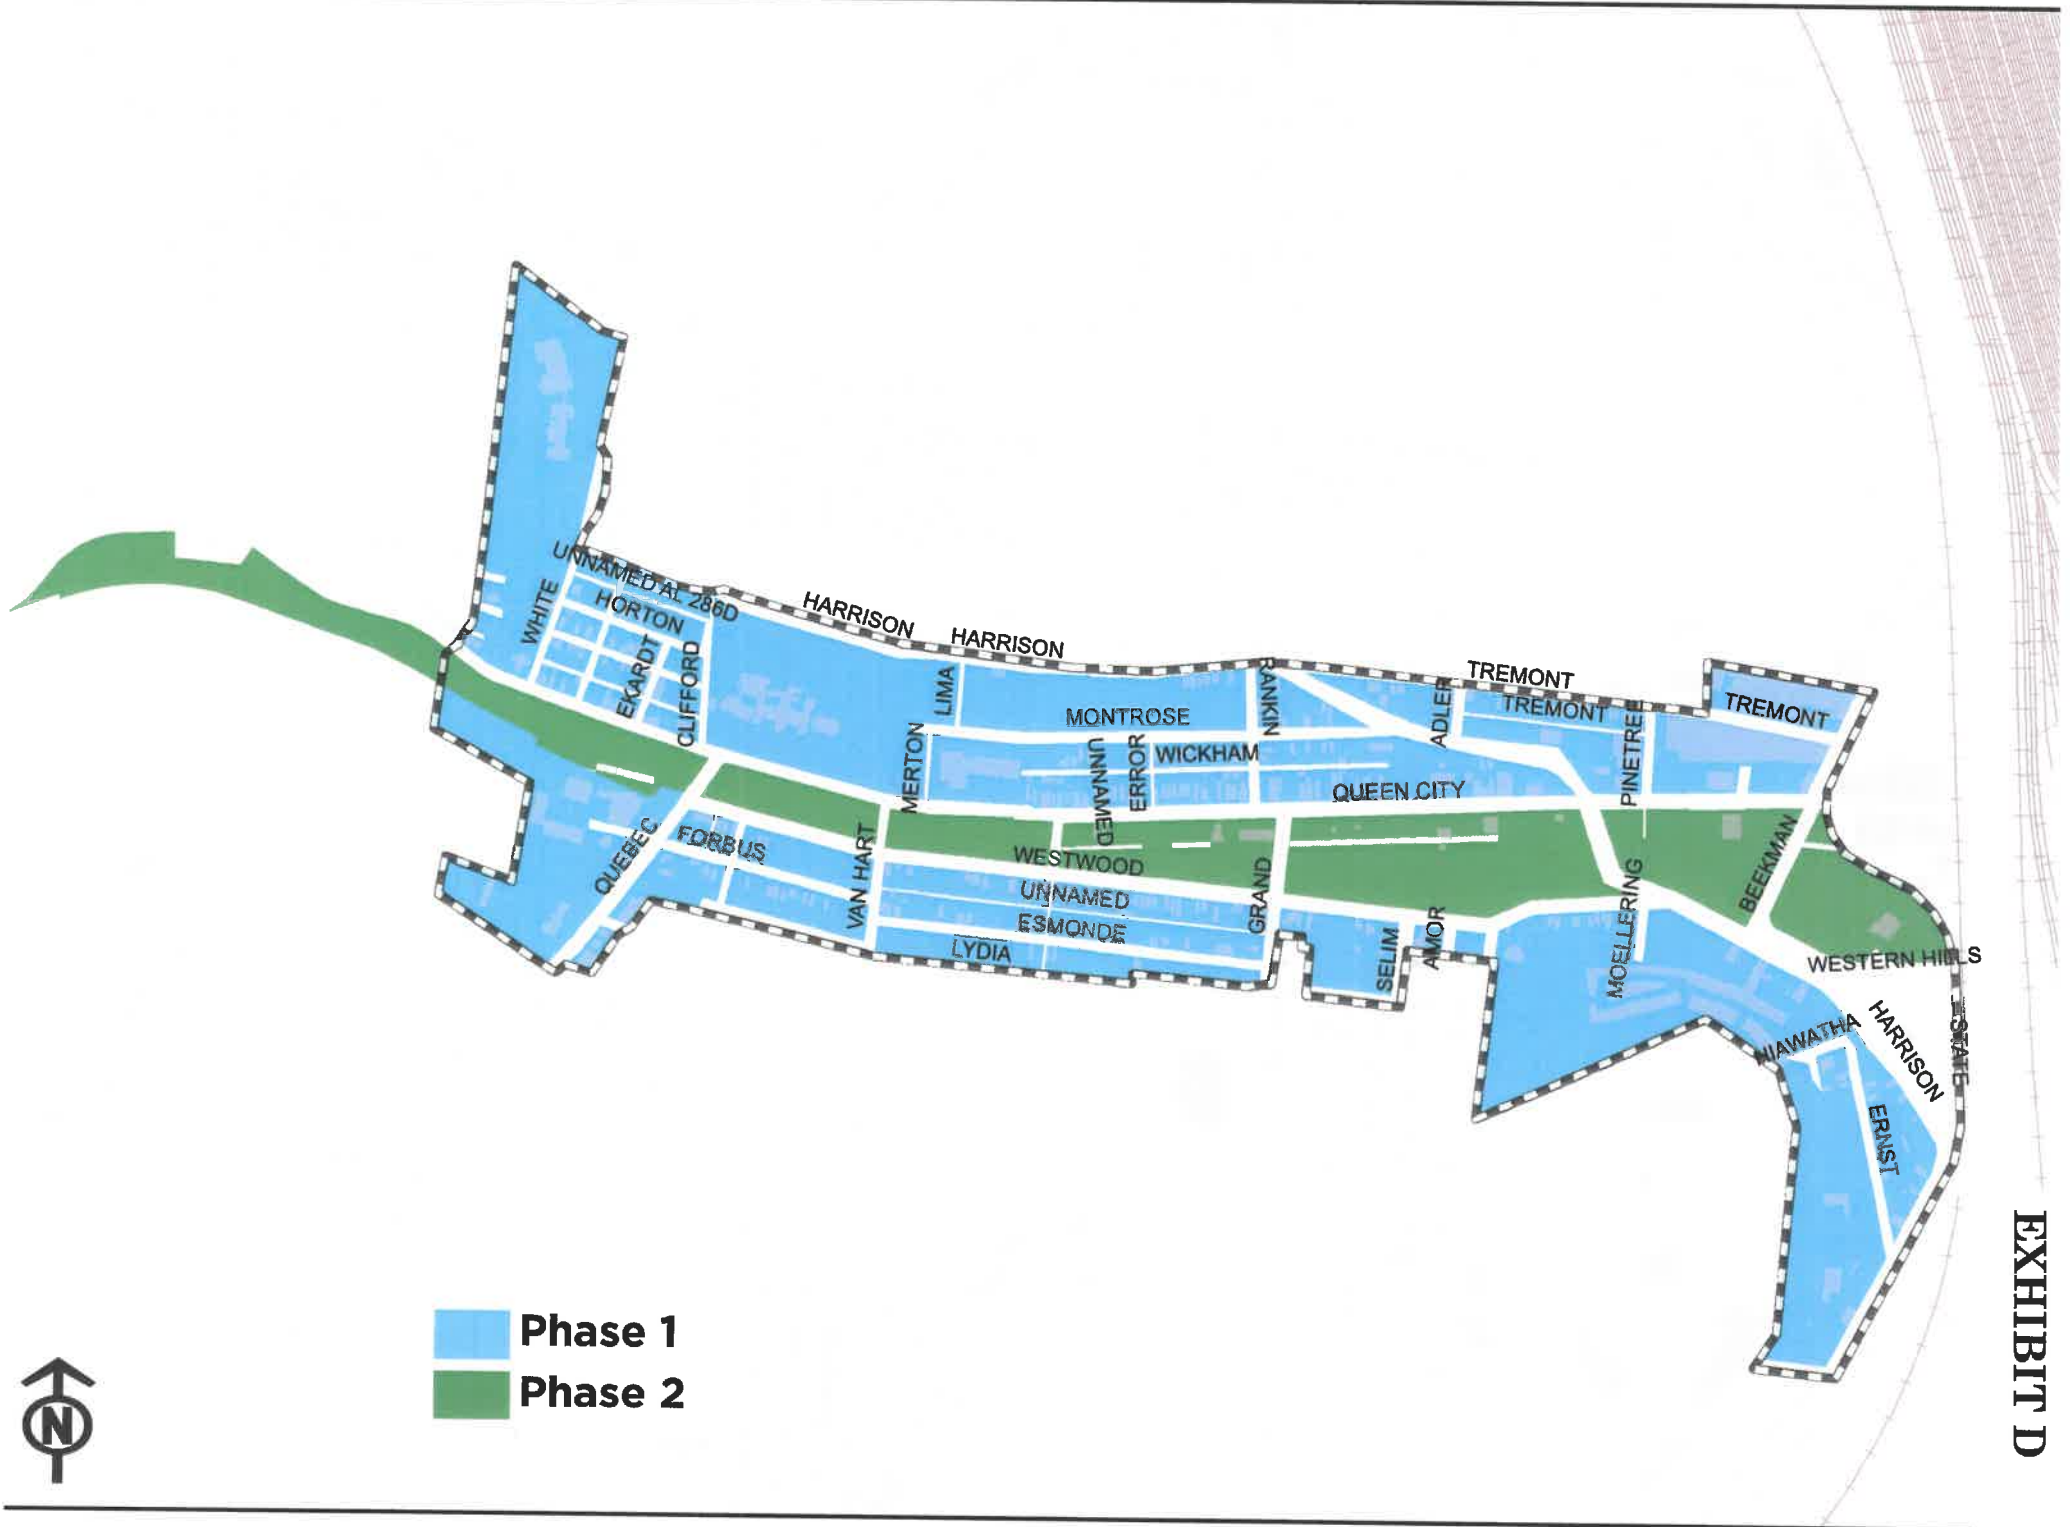 UNNAMED AL 286D
HORTON
WHITE
EKARDT
CLIFFORD
HARRISON
HARRISON
LIMA
MERTON
MONTROSE
UNNAMED
ERROR
WICKHAM
RANKIN
QUEEN CITY
ADLER
TREMONT
TREMONT
PINETREE
TREMONT
QUEBEC
FORBUS
VAN HART
WESTWOOD
UNNAMED
ESMONDE
LYDIA
GRAND
SELIM
AMOR
MOELLERING
BEEKMAN
WESTERN HILLS
HIAWATHA
HARRISON
STATE
ERNST
Phase 1
Phase 2
N
EXHIBIT D